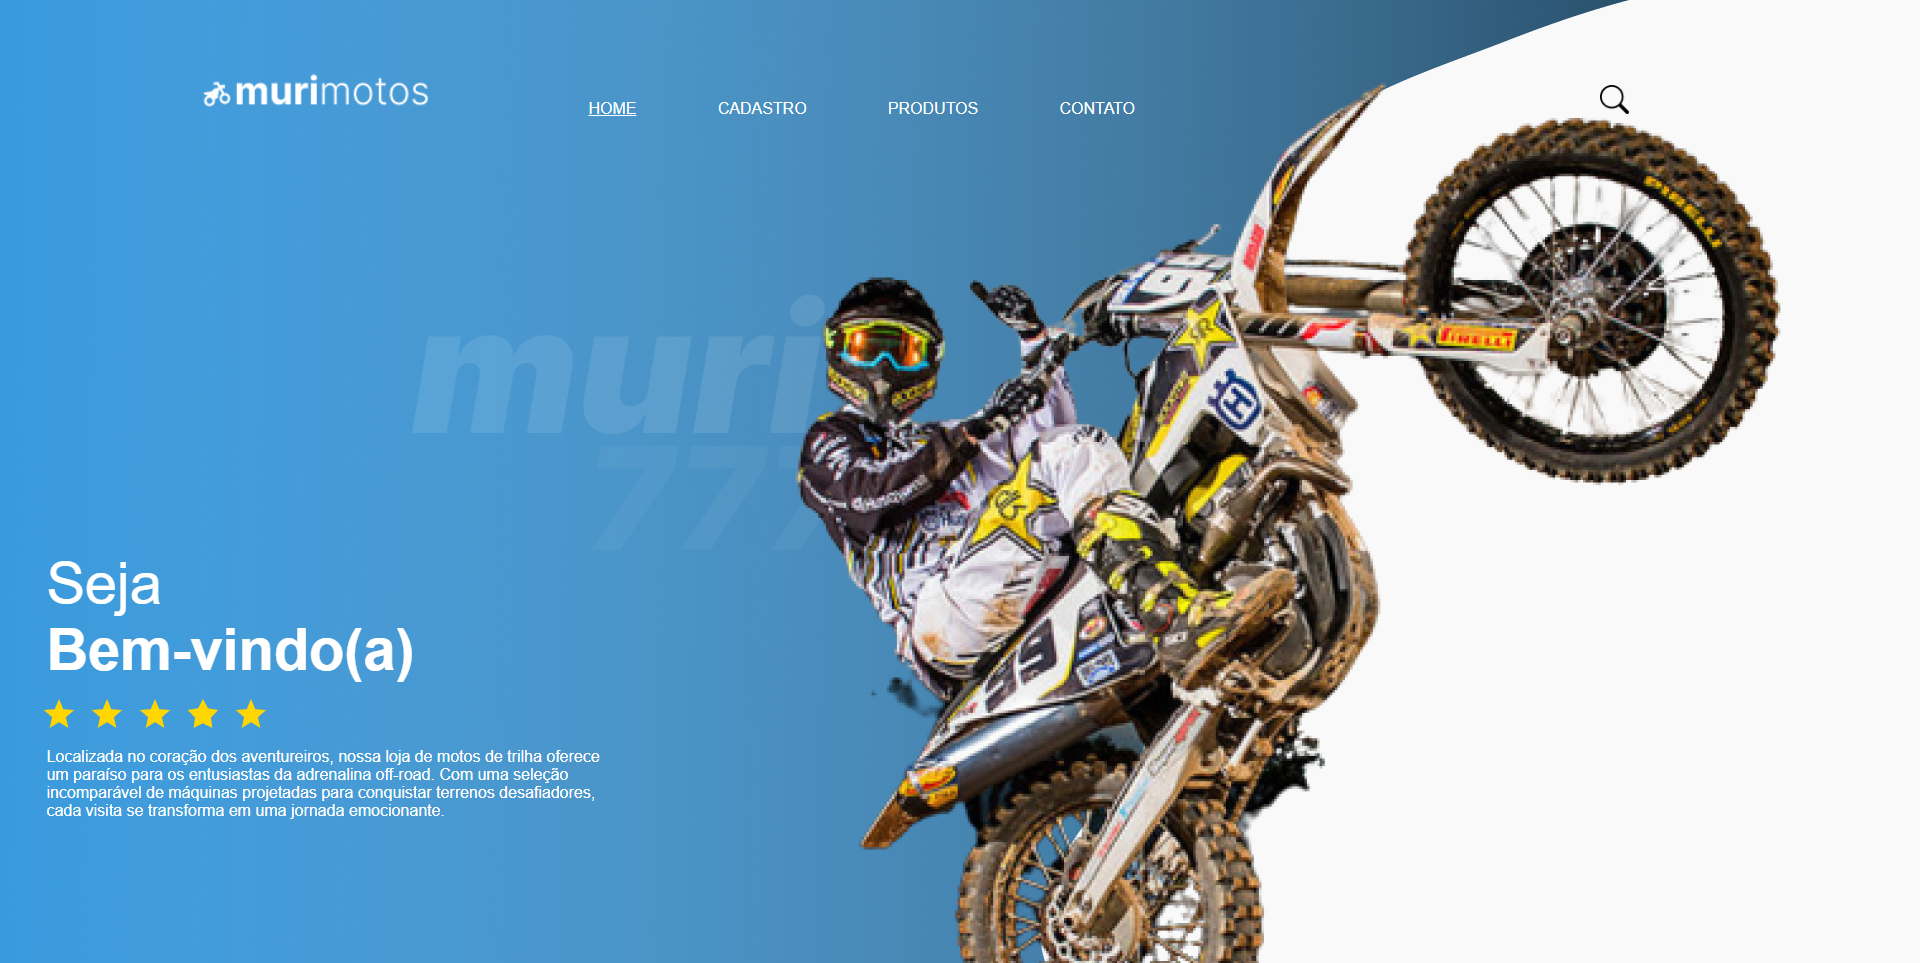 murimotos
HOME
CADASTRO
PRODUTOS
CONTATO
PIRELLI
PIRELLI
muri
777
Seja
Bem-vindo(a)
Localizada no coração dos aventureiros, nossa loja de motos de trilha oferece
um paraíso para os entusiastas da adrenalina off-road. Com uma seleção
incomparável de máquinas projetadas para conquistar terrenos desafiadores,
cada visita se transforma em uma jornada emocionante.